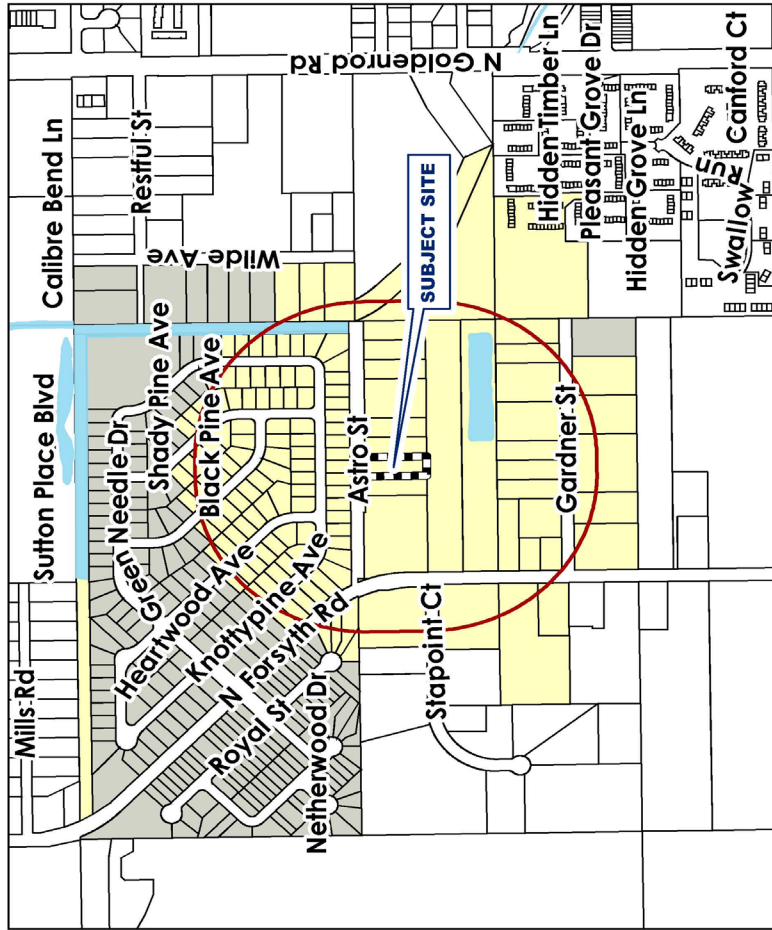 Sutton Place Blvd
Calibre Bend Ln
Mills Rd
Restful St
N Goldenrod Rd
Wilde Ave
Green Needle Dr
Shady Pine Ave
Black Pine Ave
Heartwood Ave
Knottypine Ave
N Forsyth Rd
Royal St
Netherwood Dr
Astro St
SUBJECT SITE
Stapoint Ct
Gardner St
Hidden Timber Ln
Pleasant Grove Dr
Hidden Grove Ln
Swallow Run
Canford Ct